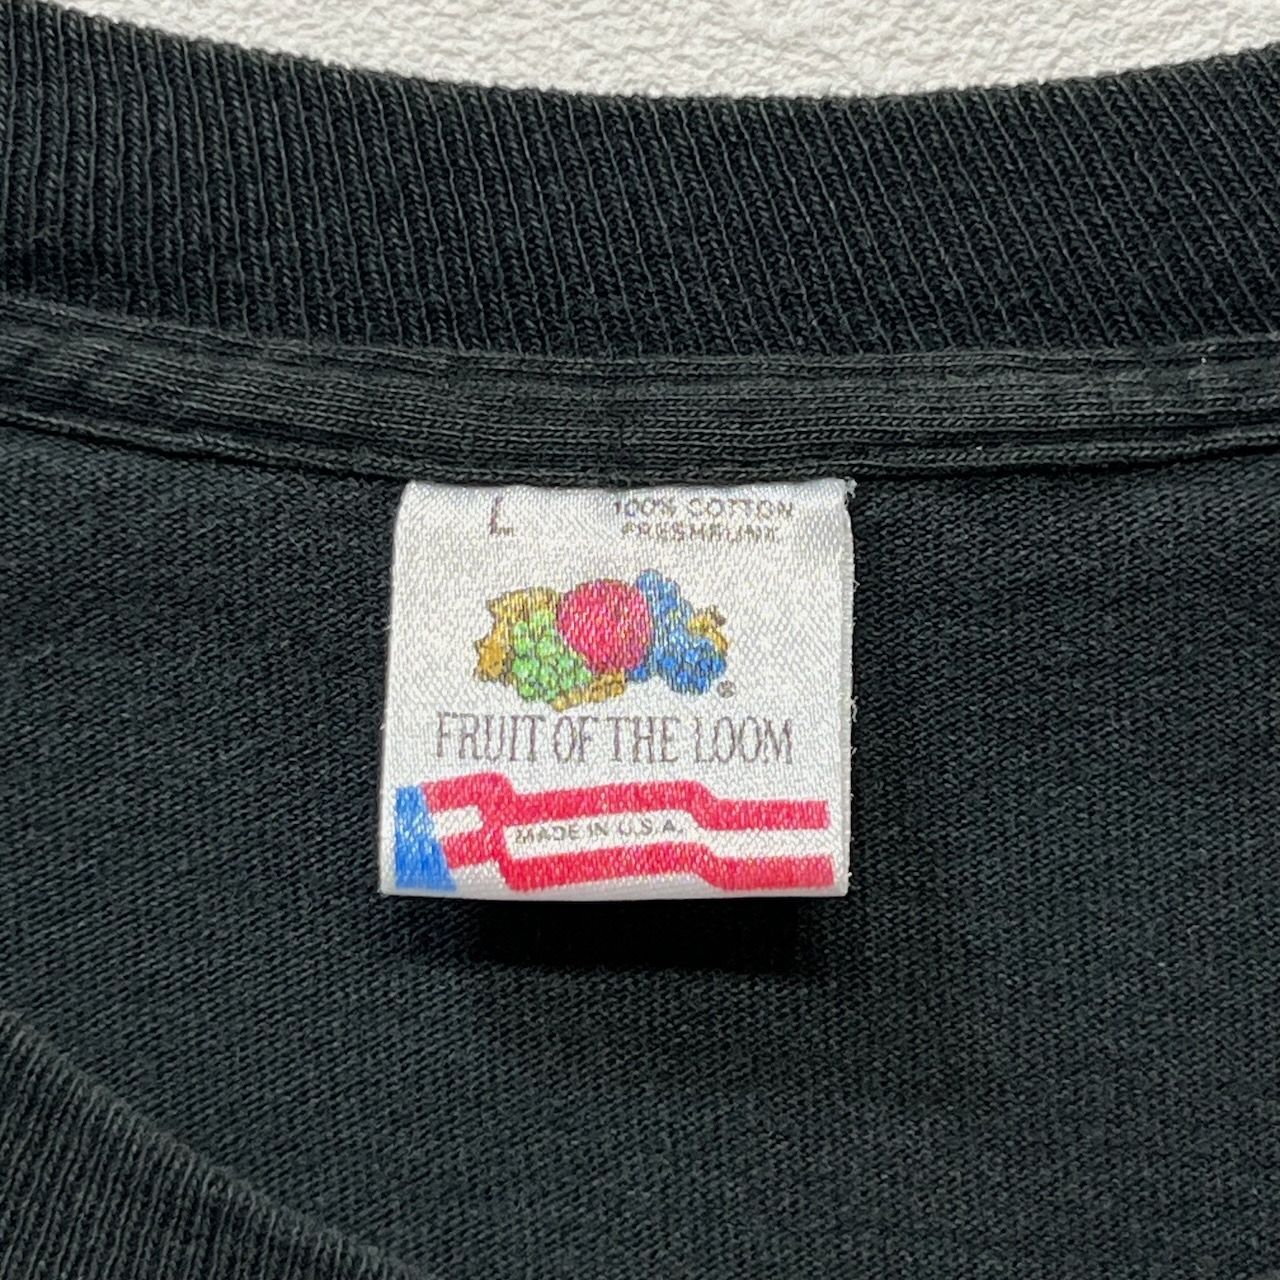 L
100% COTTON
PRESHRUNK
®
FRUIT OF THE LOOM
MADE IN U.S.A.